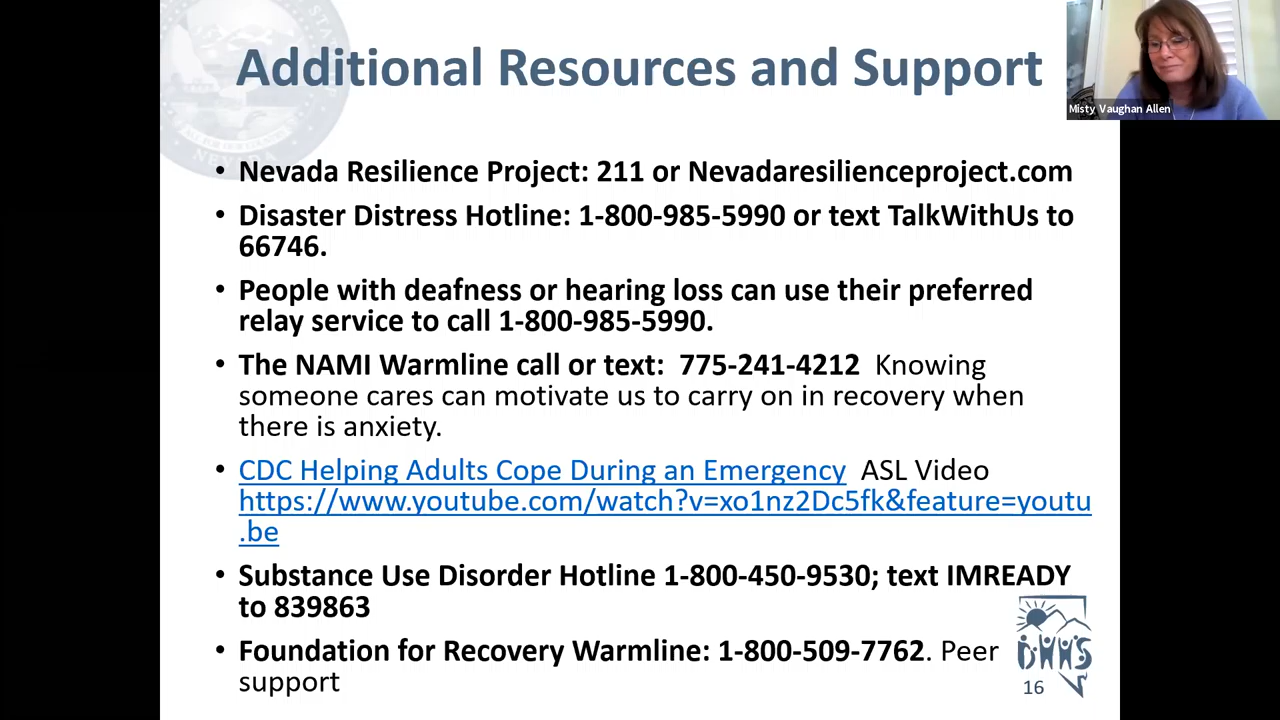 Additional Resources and Support
Misty Vaughan Allen
• Nevada Resilience Project: 211 or Nevadaresilienceproject.com
• Disaster Distress Hotline: 1-800-985-5990 or text TalkWithUs to
66746.
• People with deafness or hearing loss can use their preferred
relay service to call 1-800-985-5990.
• The NAMI Warmline call or text: 775-241-4212 Knowing
someone cares can motivate us to carry on in recovery when
there is anxiety.
• CDC Helping Adults Cope During an Emergency ASL Video
https://www.youtube.com/watch?v=xo1nz2Dc5fk&feature=youtu
.be
• Substance Use Disorder Hotline 1-800-450-9530; text IMREADY
to 839863
• Foundation for Recovery Warmline: 1-800-509-7762. Peer
support
DHHS
16
NEVADA